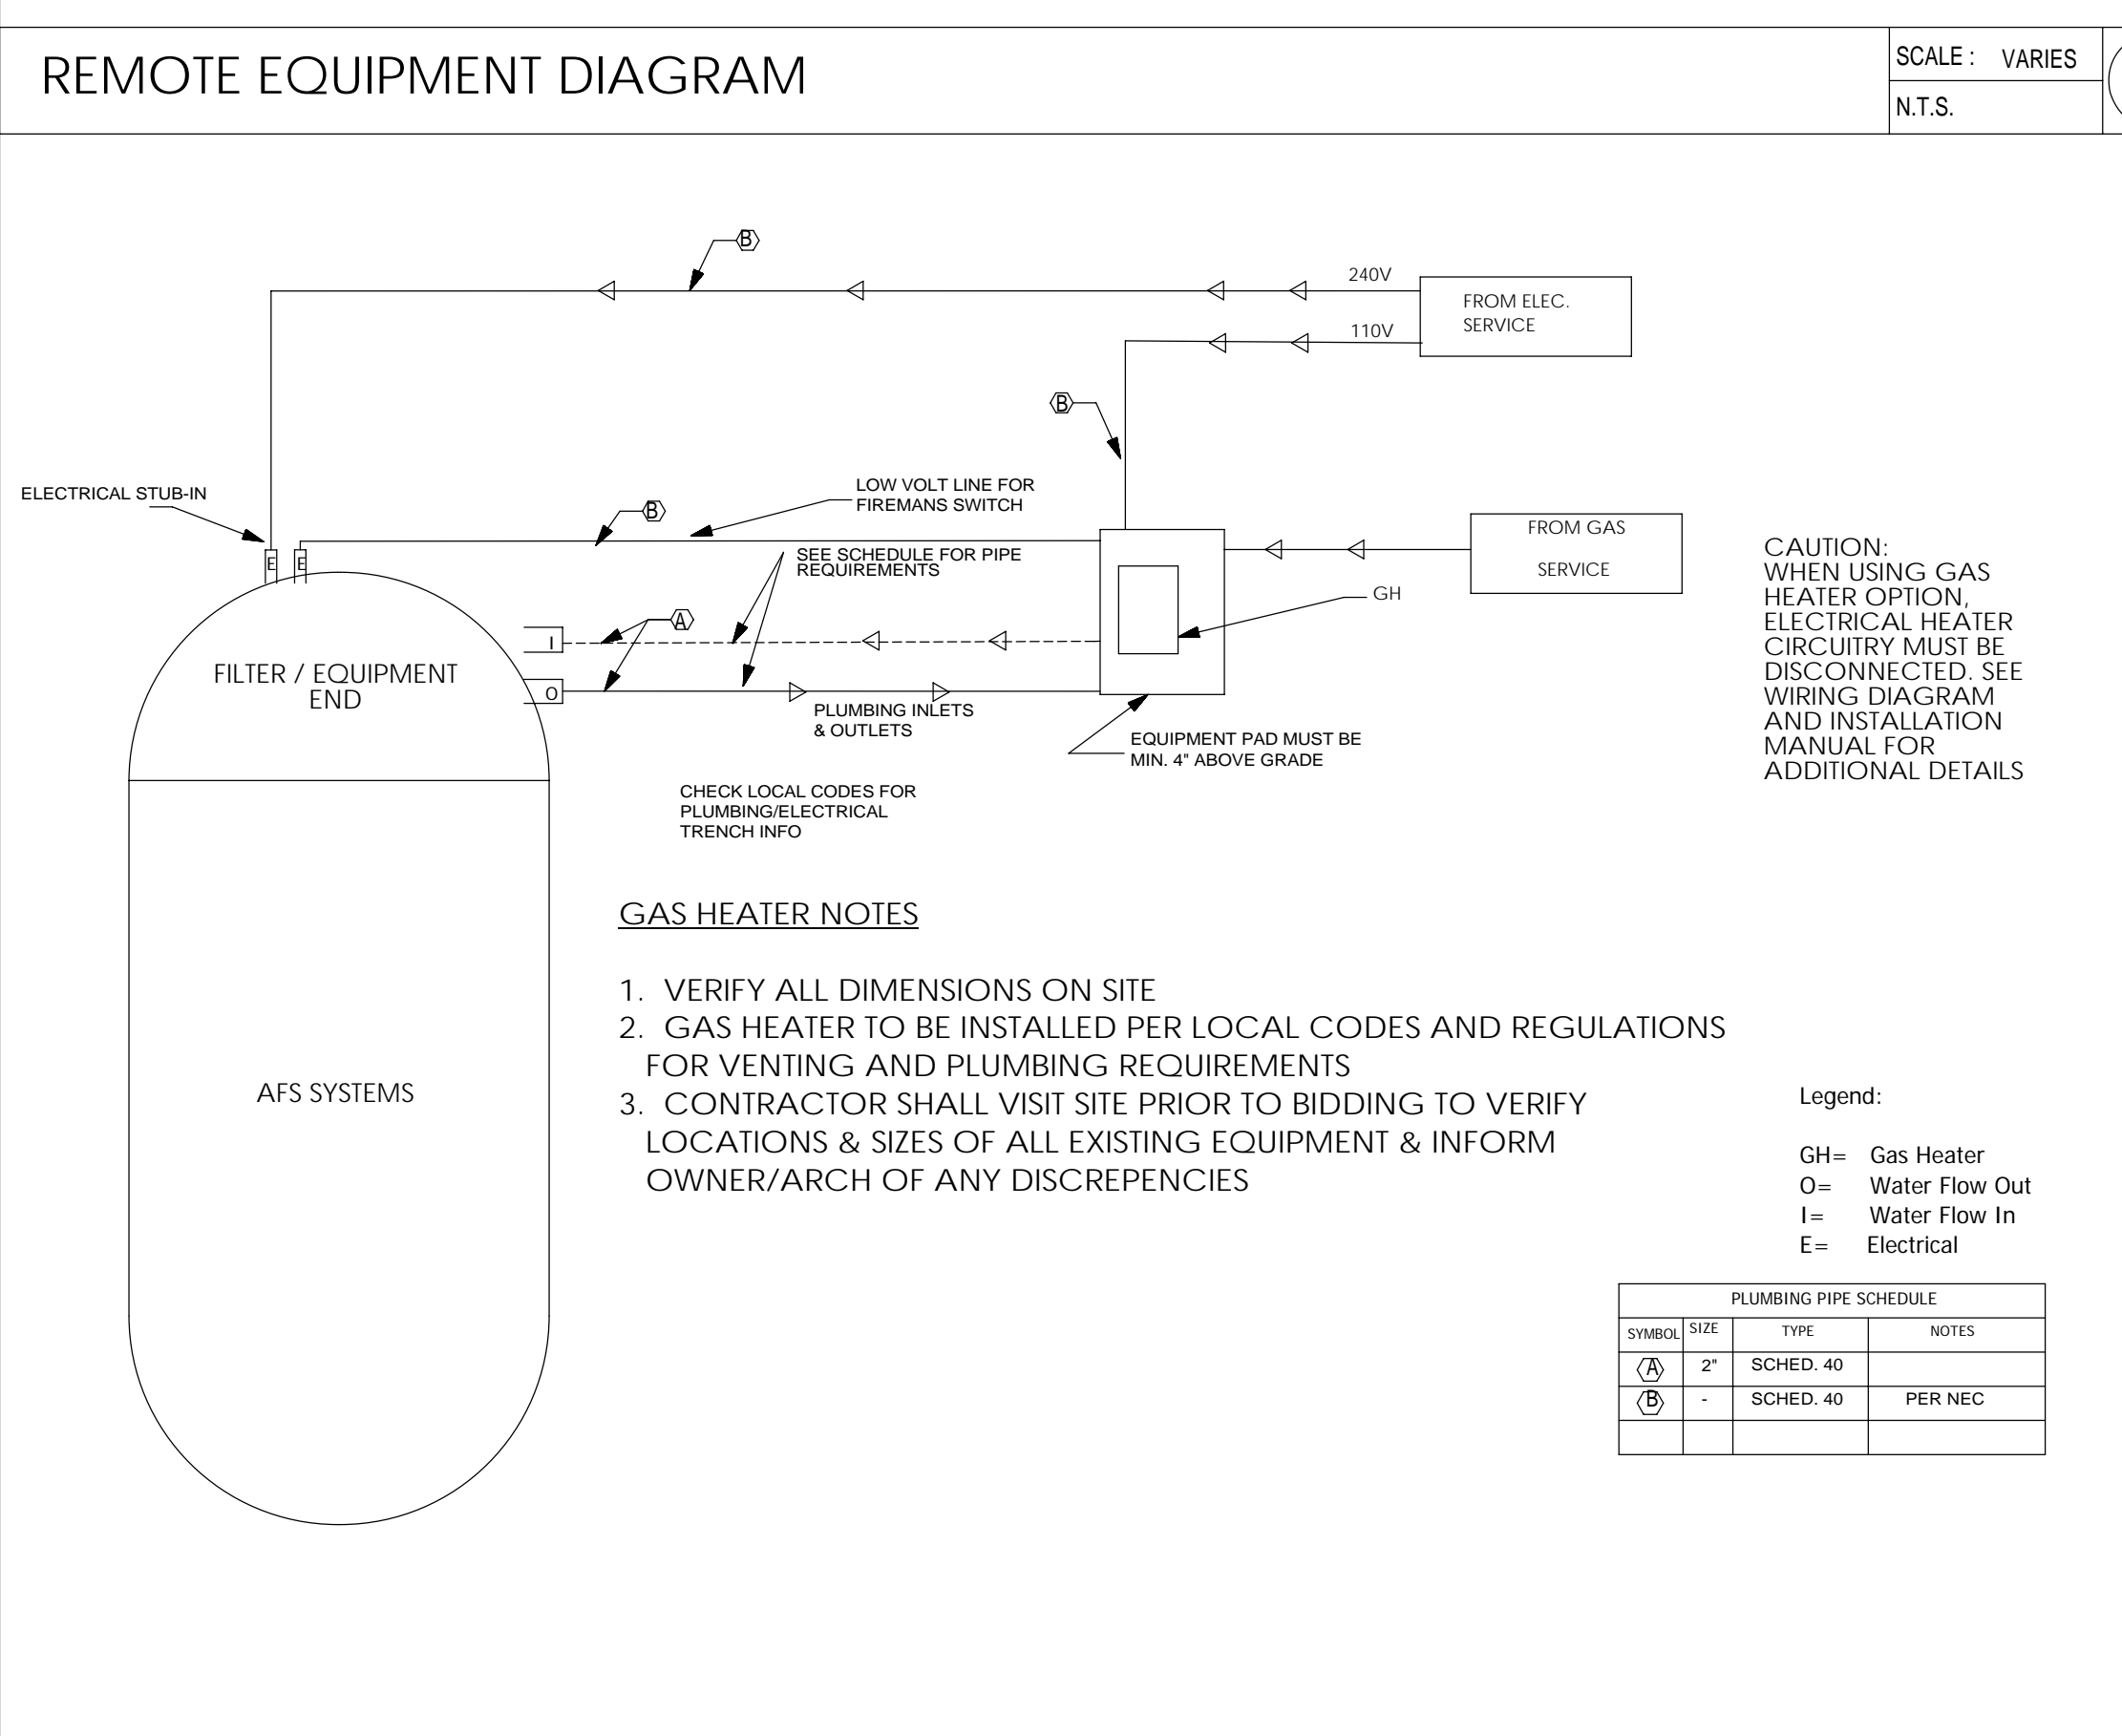 REMOTE EQUIPMENT DIAGRAM
SCALE : VARIES
N.T.S.
B
240V
FROM ELEC.
SERVICE
110V
B
ELECTRICAL STUB-IN
LOW VOLT LINE FOR
FIREMANS SWITCH
B
FROM GAS
SERVICE
E
E
SEE SCHEDULE FOR PIPE
REQUIREMENTS
GH
A
I
O
FILTER / EQUIPMENT
END
PLUMBING INLETS
& OUTLETS
EQUIPMENT PAD MUST BE
MIN. 4" ABOVE GRADE
CAUTION:
WHEN USING GAS
HEATER OPTION,
ELECTRICAL HEATER
CIRCUITRY MUST BE
DISCONNECTED. SEE
WIRING DIAGRAM
AND INSTALLATION
MANUAL FOR
ADDITIONAL DETAILS
CHECK LOCAL CODES FOR
PLUMBING/ELECTRICAL
TRENCH INFO
GAS HEATER NOTES
1. VERIFY ALL DIMENSIONS ON SITE
2. GAS HEATER TO BE INSTALLED PER LOCAL CODES AND REGULATIONS
FOR VENTING AND PLUMBING REQUIREMENTS
3. CONTRACTOR SHALL VISIT SITE PRIOR TO BIDDING TO VERIFY
LOCATIONS & SIZES OF ALL EXISTING EQUIPMENT & INFORM
OWNER/ARCH OF ANY DISCREPENCIES
AFS SYSTEMS
Legend:
GH= Gas Heater
O= Water Flow Out
I= Water Flow In
E= Electrical
PLUMBING PIPE SCHEDULE
SYMBOL SIZE TYPE NOTES
A 2" SCHED. 40
B - SCHED. 40 PER NEC